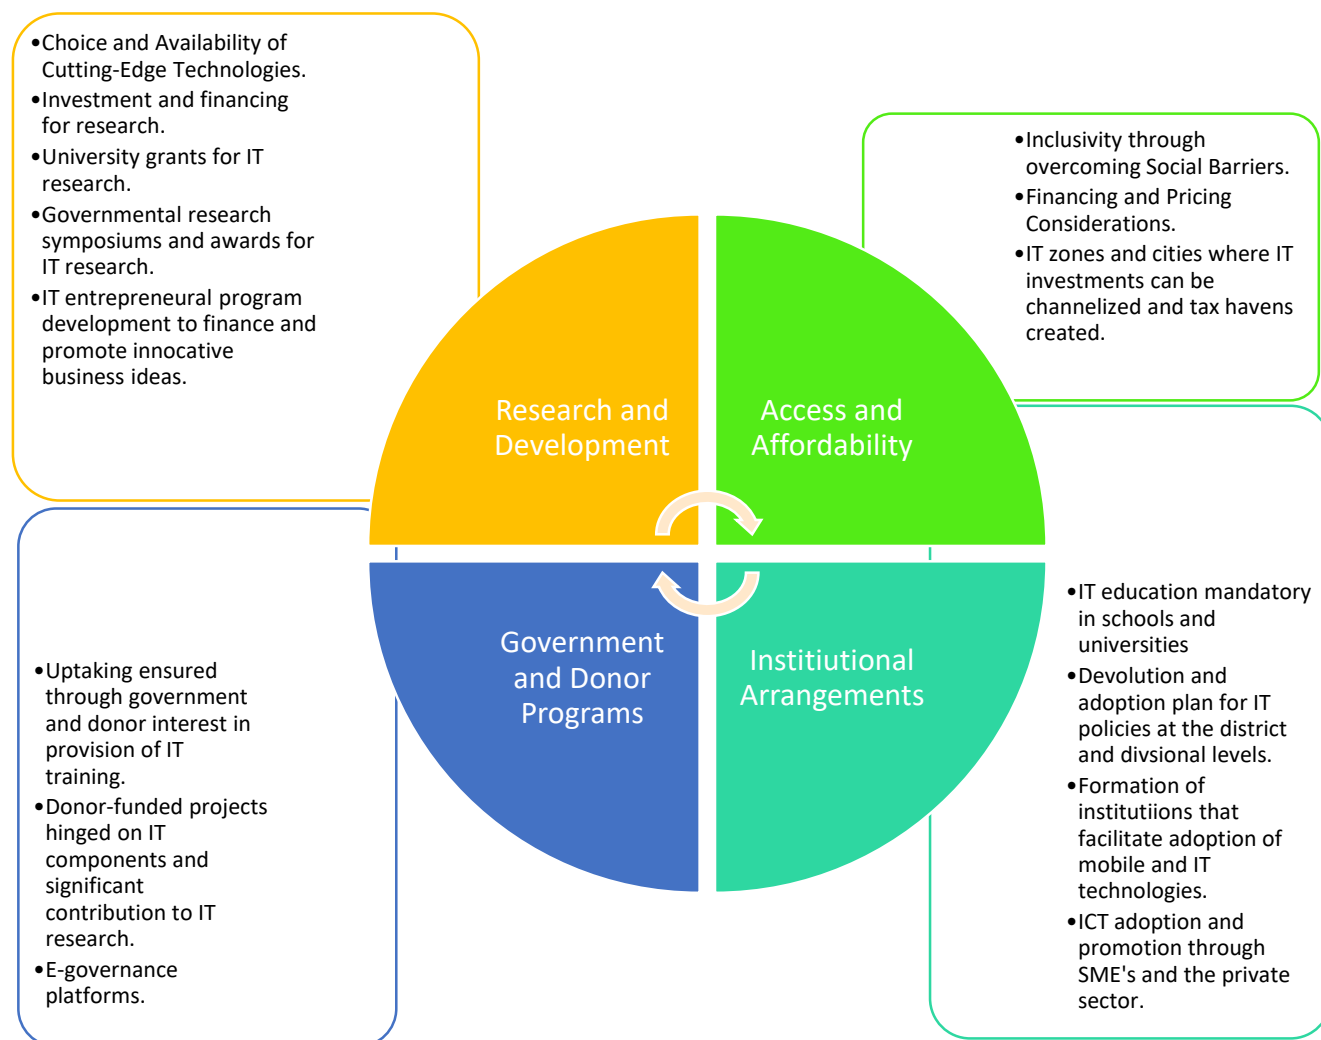 •Choice and Availability of
Cutting-Edge Technologies.
•Investment and financing
for research.
•University grants for IT
research.
•Governmental research
symposiums and awards for
IT research.
•IT entrepreneural program
development to finance and
promote innocative
business ideas.
•Inclusivity through
overcoming Social Barriers.
•Financing and Pricing
Considerations.
•IT zones and cities where IT
investments can be
channelized and tax havens
created.
Research and
Development
Access and
Affordability
Government
and Donor
Programs
Institiutional
Arrangements
•Uptaking ensured
through government
and donor interest in
provision of IT
training.
•Donor-funded projects
hinged on IT
components and
significant
contribution to IT
research.
•E-governance
platforms.
•IT education mandatory
in schools and
universities
•Devolution and
adoption plan for IT
policies at the district
and divsional levels.
•Formation of
institutiions that
facilitate adoption of
mobile and IT
technologies.
•ICT adoption and
promotion through
SME's and the private
sector.